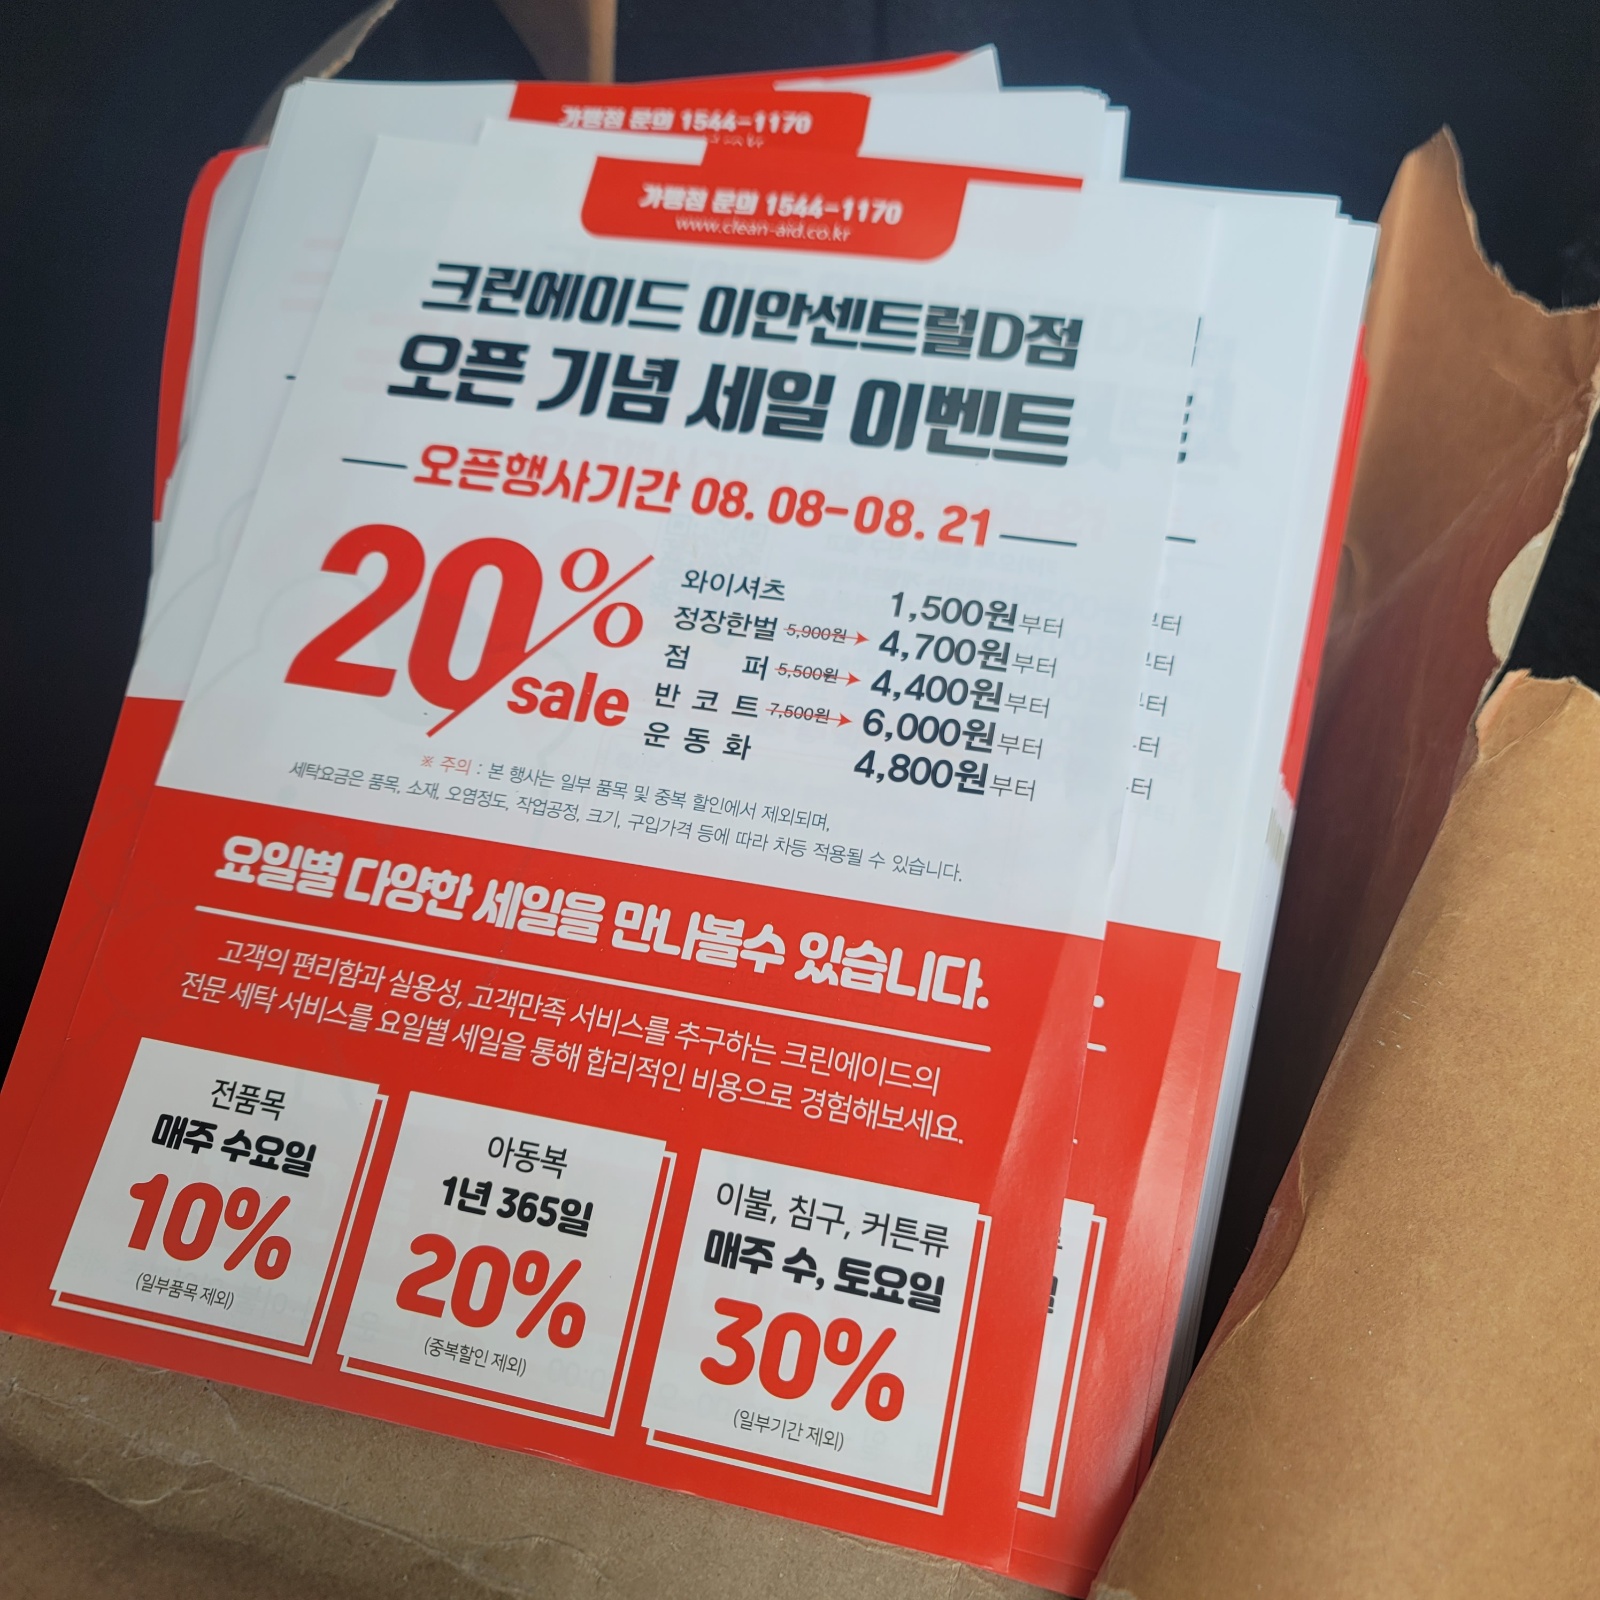 가맹점 문의 1544-1170
가맹점 문의 1544-1170
www.clean-aid.co.kr
크린에이드 이안센트럴D점
오픈 기념 세일 이벤트
오픈행사기간 08. 08-08. 21
20% sale
와이셔츠 1,500원부터
정장한벌 5,900원 4,700원부터
점 퍼 5,500원 4,400원부터
반 코 트 7,500원 6,000원부터
운 동 화 4,800원부터
※ 주의 : 본 행사는 일부 품목 및 중복 할인에서 제외되며,
세탁요금은 품목, 소재, 오염정도, 작업공정, 크기, 구입가격 등에 따라 차등 적용될 수 있습니다.
요일별 다양한 세일을 만나볼수 있습니다.
고객의 편리함과 실용성, 고객만족 서비스를 추구하는 크린에이드의
전문 세탁 서비스를 요일별 세일을 통해 합리적인 비용으로 경험해보세요.
전품목
매주 수요일
10%
(일부품목 제외)
아동복
1년 365일
20%
(중복할인 제외)
이불, 침구, 커튼류
매주 수, 토요일
30%
(일부기간 제외)